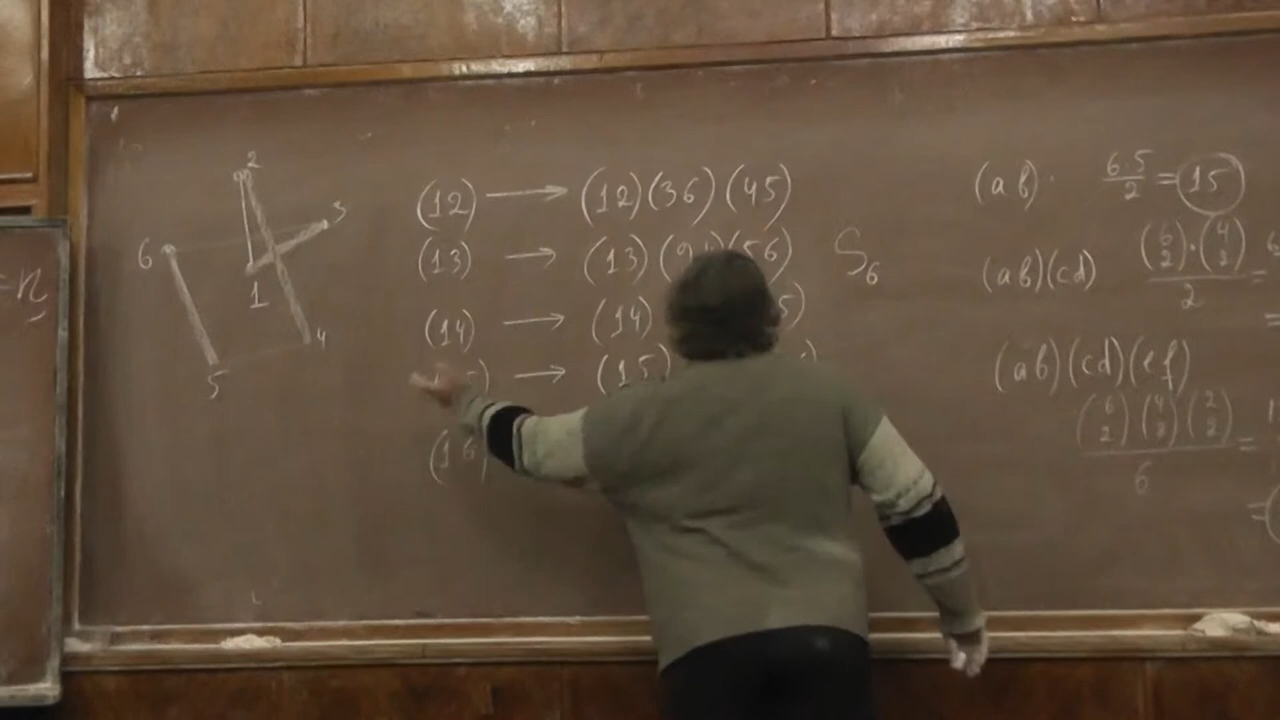 =n
2
3
6
1
4
5
(12) → (12)(36)(45)
(13) → (13)(2 56)
(14) → (14) 5)
→ (15) )
(16)
S₆
(ab) 6·5/2 = 15
(ab)(cd) (6 2)·(4 2)/2 =
(ab)(cd)(ef)
(6 2)(4 2)(2 2)/6 =
=